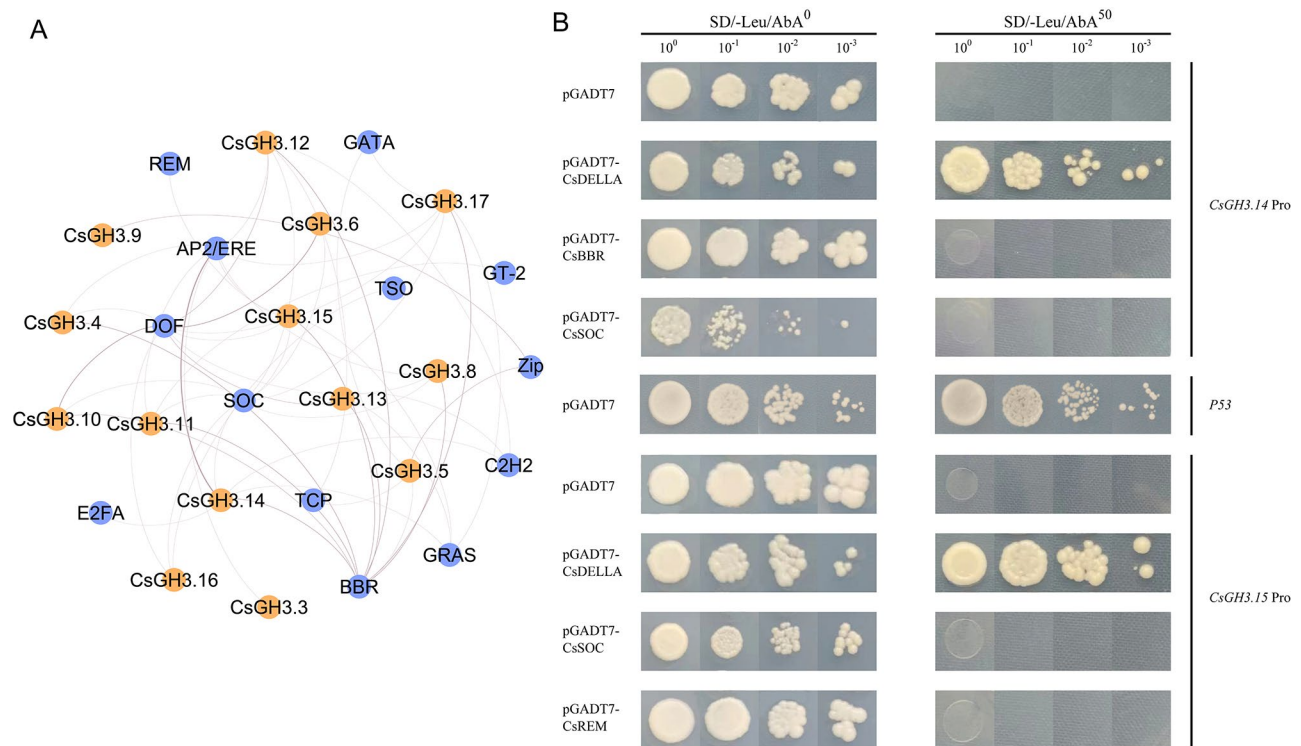 A
CsGH3.12
GATA
REM
CsGH3.17
CsGH3.6
CsGH3.9
AP2/ERE
GT-2
TSO
CsGH3.15
CsGH3.4
DOF
Zip
CsGH3.8
SOC
CsGH3.13
CsGH3.10
CsGH3.11
C2H2
CsGH3.5
CsGH3.14
TCP
E2FA
GRAS
CsGH3.16
BBR
CsGH3.3
B
SD/-Leu/AbA0
SD/-Leu/AbA50
100 10-1 10-2 10-3
100 10-1 10-2 10-3
pGADT7
pGADT7-
CsDELLA
pGADT7-
CsBBR
pGADT7-
CsSOC
CsGH3.14 Pro
pGADT7
P53
pGADT7
pGADT7-
CsDELLA
pGADT7-
CsSOC
pGADT7-
CsREM
CsGH3.15 Pro